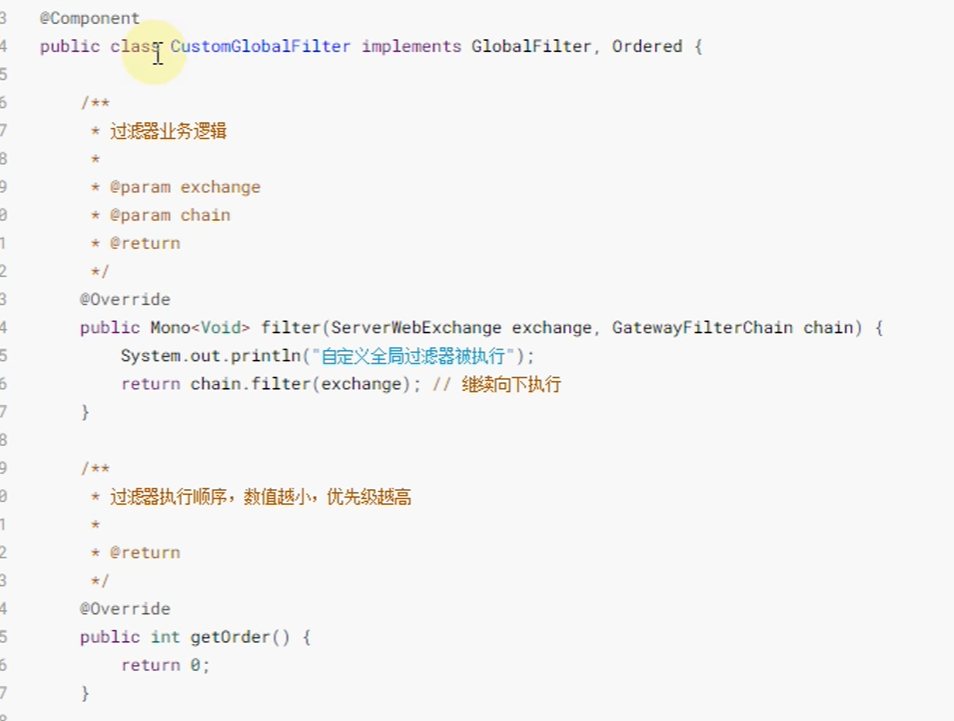 3 @Component
4 public class CustomGlobalFilter implements GlobalFilter, Ordered {
5
6 /**
7 * 过滤器业务逻辑
8 *
9 * @param exchange
0 * @param chain
1 * @return
2 */
3 @Override
4 public Mono<Void> filter(ServerWebExchange exchange, GatewayFilterChain chain) {
5 System.out.println("自定义全局过滤器被执行");
6 return chain.filter(exchange); // 继续向下执行
7 }
8
9 /**
0 * 过滤器执行顺序，数值越小，优先级越高
1 *
2 * @return
3 */
4 @Override
5 public int getOrder() {
6 return 0;
7 }